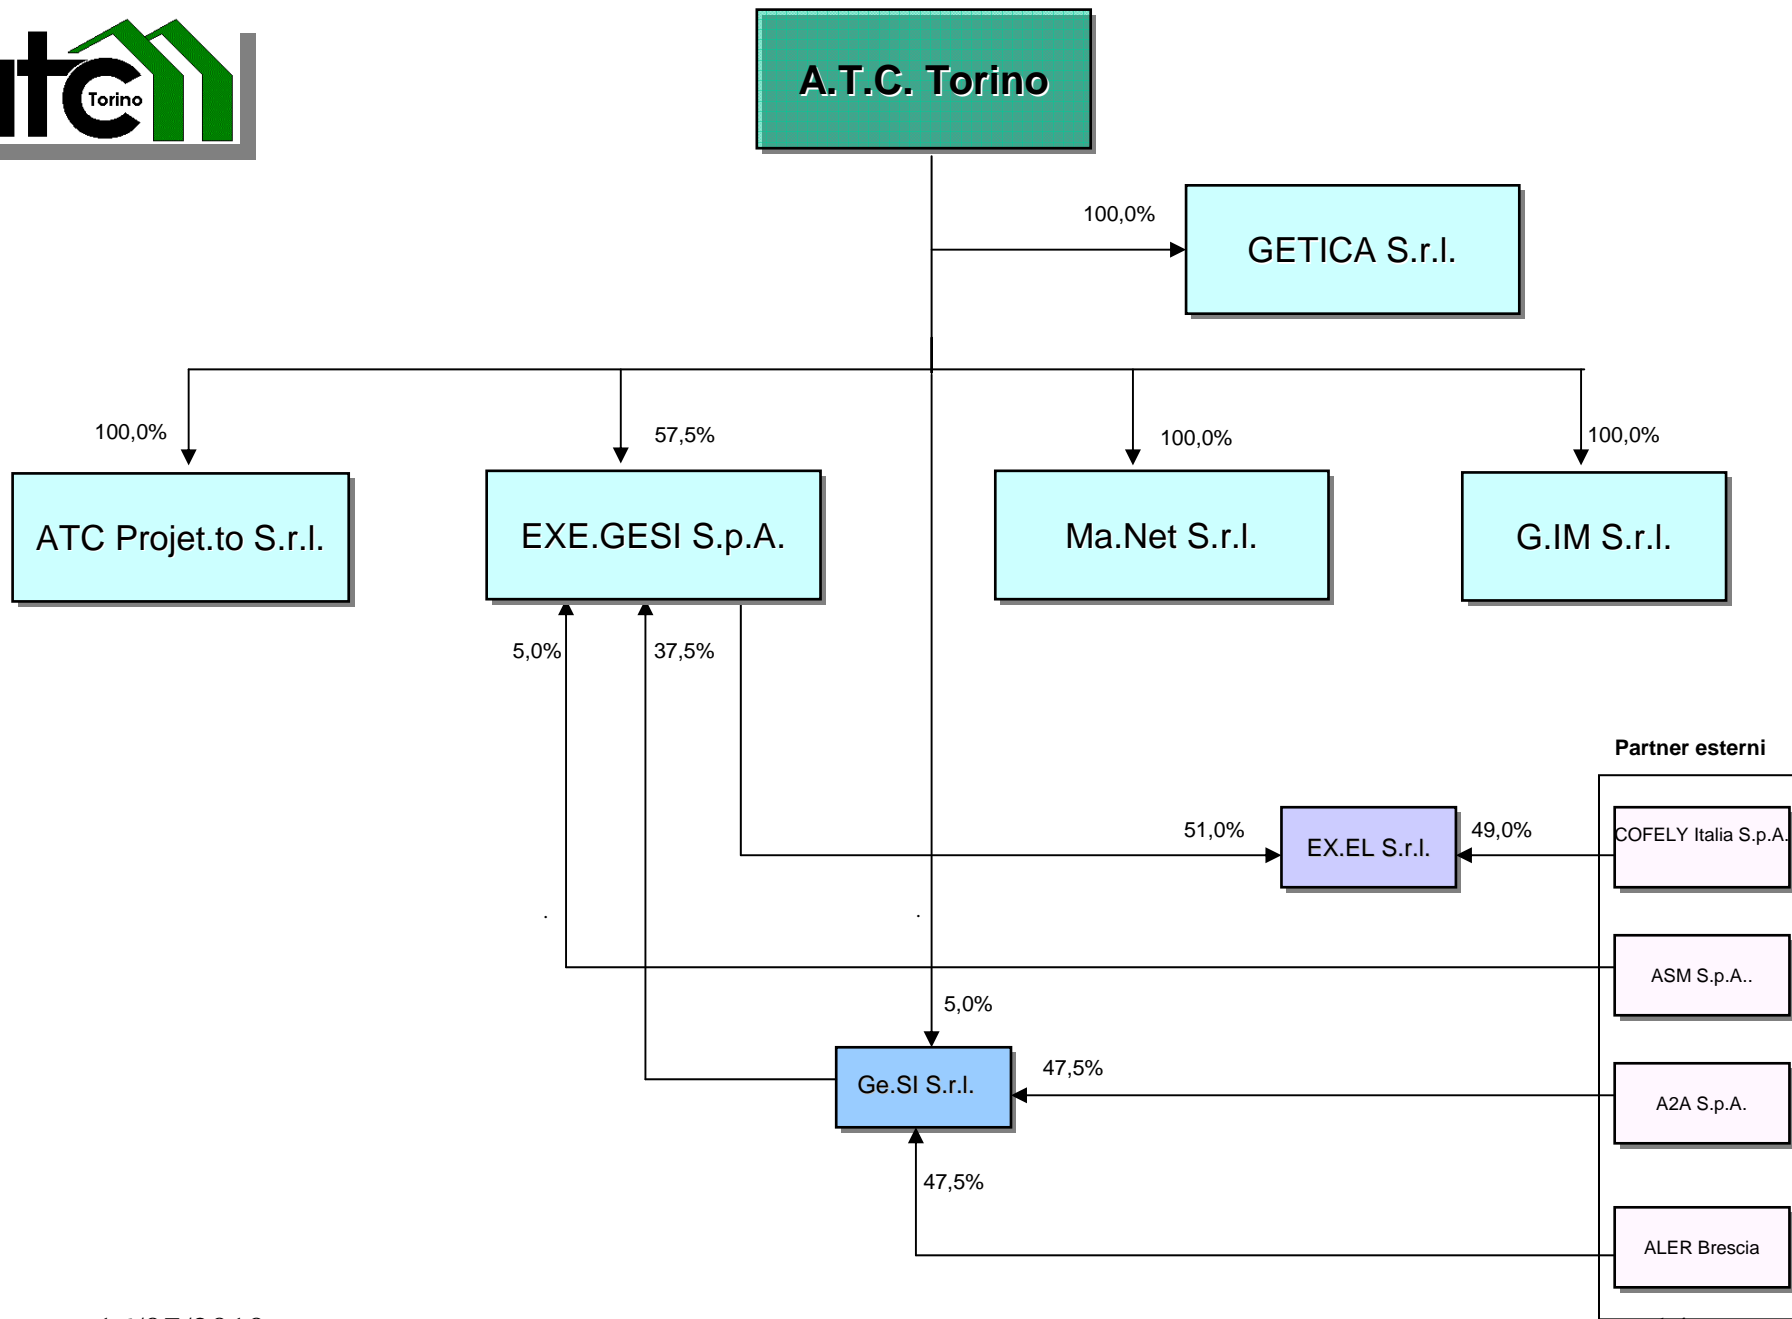 Torino
A.T.C. Torino
100,0%
GETICA S.r.l.
100,0%
57,5%
100,0%
100,0%
ATC Projet.to S.r.l.
EXE.GESI S.p.A.
Ma.Net S.r.l.
G.IM S.r.l.
5,0%
37,5%
Partner esterni
51,0%
EX.EL S.r.l.
49,0%
COFELY Italia S.p.A.
ASM S.p.A..
5,0%
Ge.SI S.r.l.
47,5%
A2A S.p.A.
47,5%
ALER Brescia